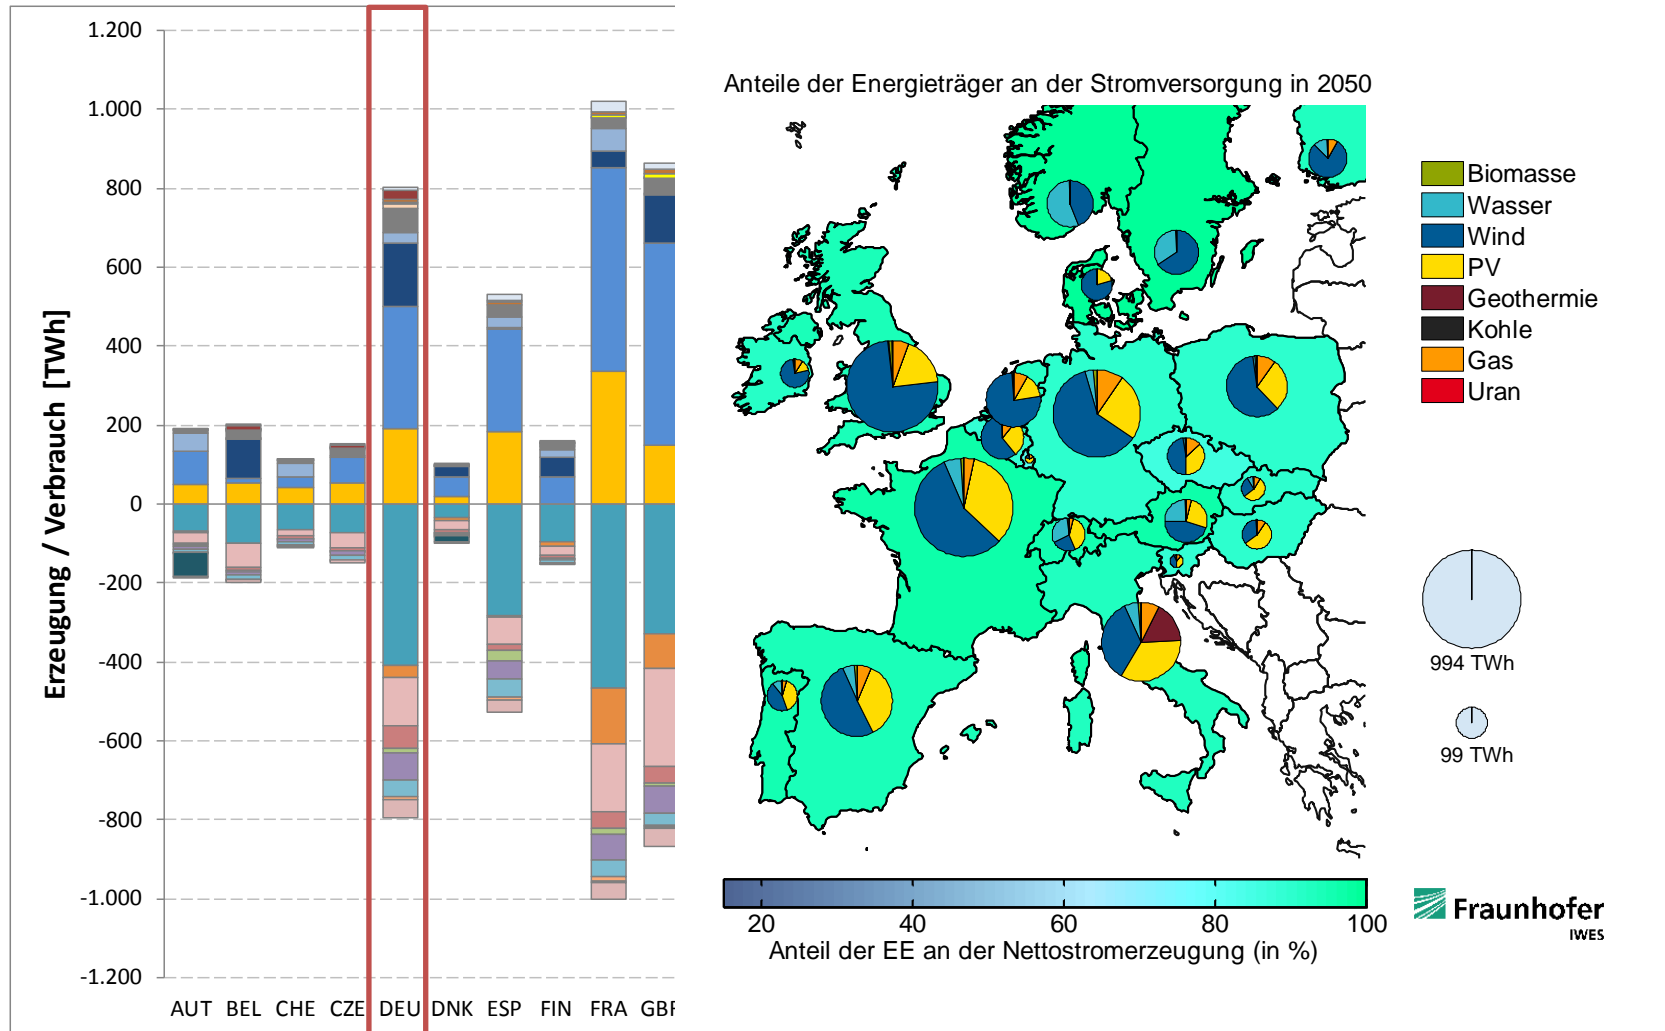 Erzeugung / Verbrauch [TWh]
1.200
1.000
800
600
400
200
0
-200
-400
-600
-800
-1.000
-1.200
AUT BEL CHE CZE DEU DNK ESP FIN FRA GBR
Anteile der Energieträger an der Stromversorgung in 2050
Biomasse
Wasser
Wind
PV
Geothermie
Kohle
Gas
Uran
994 TWh
99 TWh
20 40 60 80 100
Anteil der EE an der Nettostromerzeugung (in %)
Fraunhofer
IWES